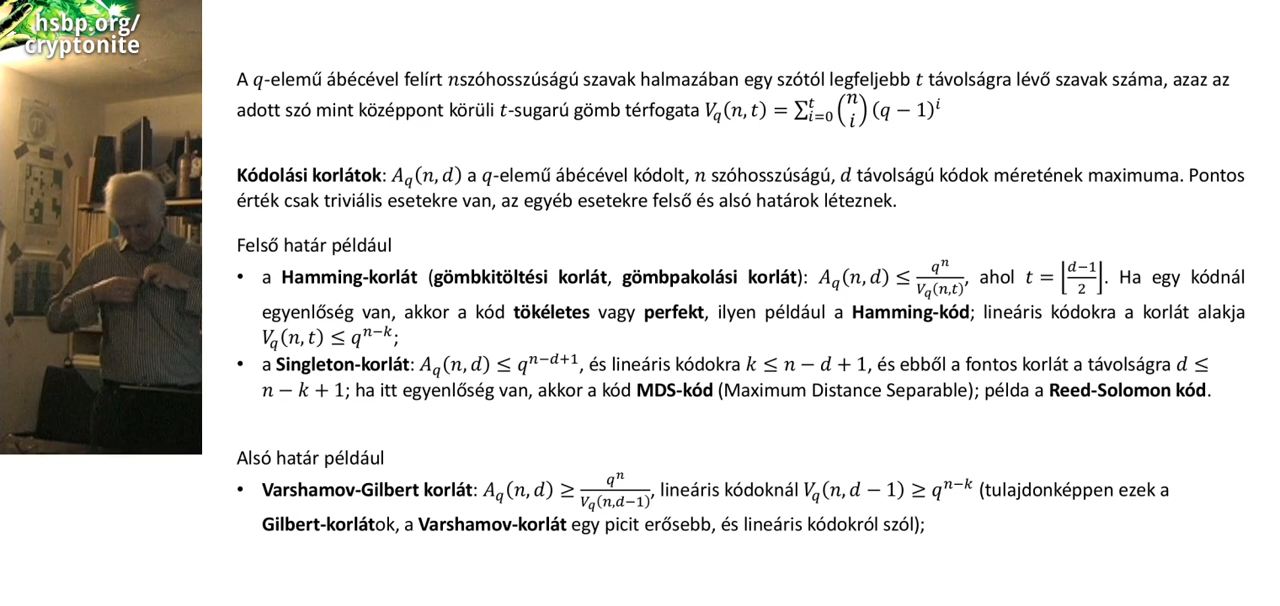 hsbp.org/
cryptonite
A q-elemű ábécével felírt nszóhosszúságú szavak halmazában egy szótól legfeljebb t távolságra lévő szavak száma, azaz az
adott szó mint középpont körüli t-sugarú gömb térfogata V_q(n, t) = ∑_{i=0}^{t} \binom{n}{i} (q − 1)^i
Kódolási korlátok: A_q(n, d) a q-elemű ábécével kódolt, n szóhosszúságú, d távolságú kódok méretének maximuma. Pontos
érték csak triviális esetekre van, az egyéb esetekre felső és alsó határok léteznek.
Felső határ például
• a Hamming-korlát (gömbkitöltési korlát, gömbpakolási korlát): A_q(n, d) ≤ \frac{q^n}{V_q(n,t)}, ahol t = ⌊\frac{d−1}{2}⌋. Ha egy kódnál
egyenlőség van, akkor a kód tökéletes vagy perfekt, ilyen például a Hamming-kód; lineáris kódokra a korlát alakja
V_q(n, t) ≤ q^{n−k};
• a Singleton-korlát: A_q(n, d) ≤ q^{n−d+1}, és lineáris kódokra k ≤ n − d + 1, és ebből a fontos korlát a távolságra d ≤
n − k + 1; ha itt egyenlőség van, akkor a kód MDS-kód (Maximum Distance Separable); példa a Reed-Solomon kód.
Alsó határ például
• Varshamov-Gilbert korlát: A_q(n, d) ≥ \frac{q^n}{V_q(n,d−1)}, lineáris kódoknál V_q(n, d − 1) ≥ q^{n−k} (tulajdonképpen ezek a
Gilbert-korlátok, a Varshamov-korlát egy picit erősebb, és lineáris kódokról szól);